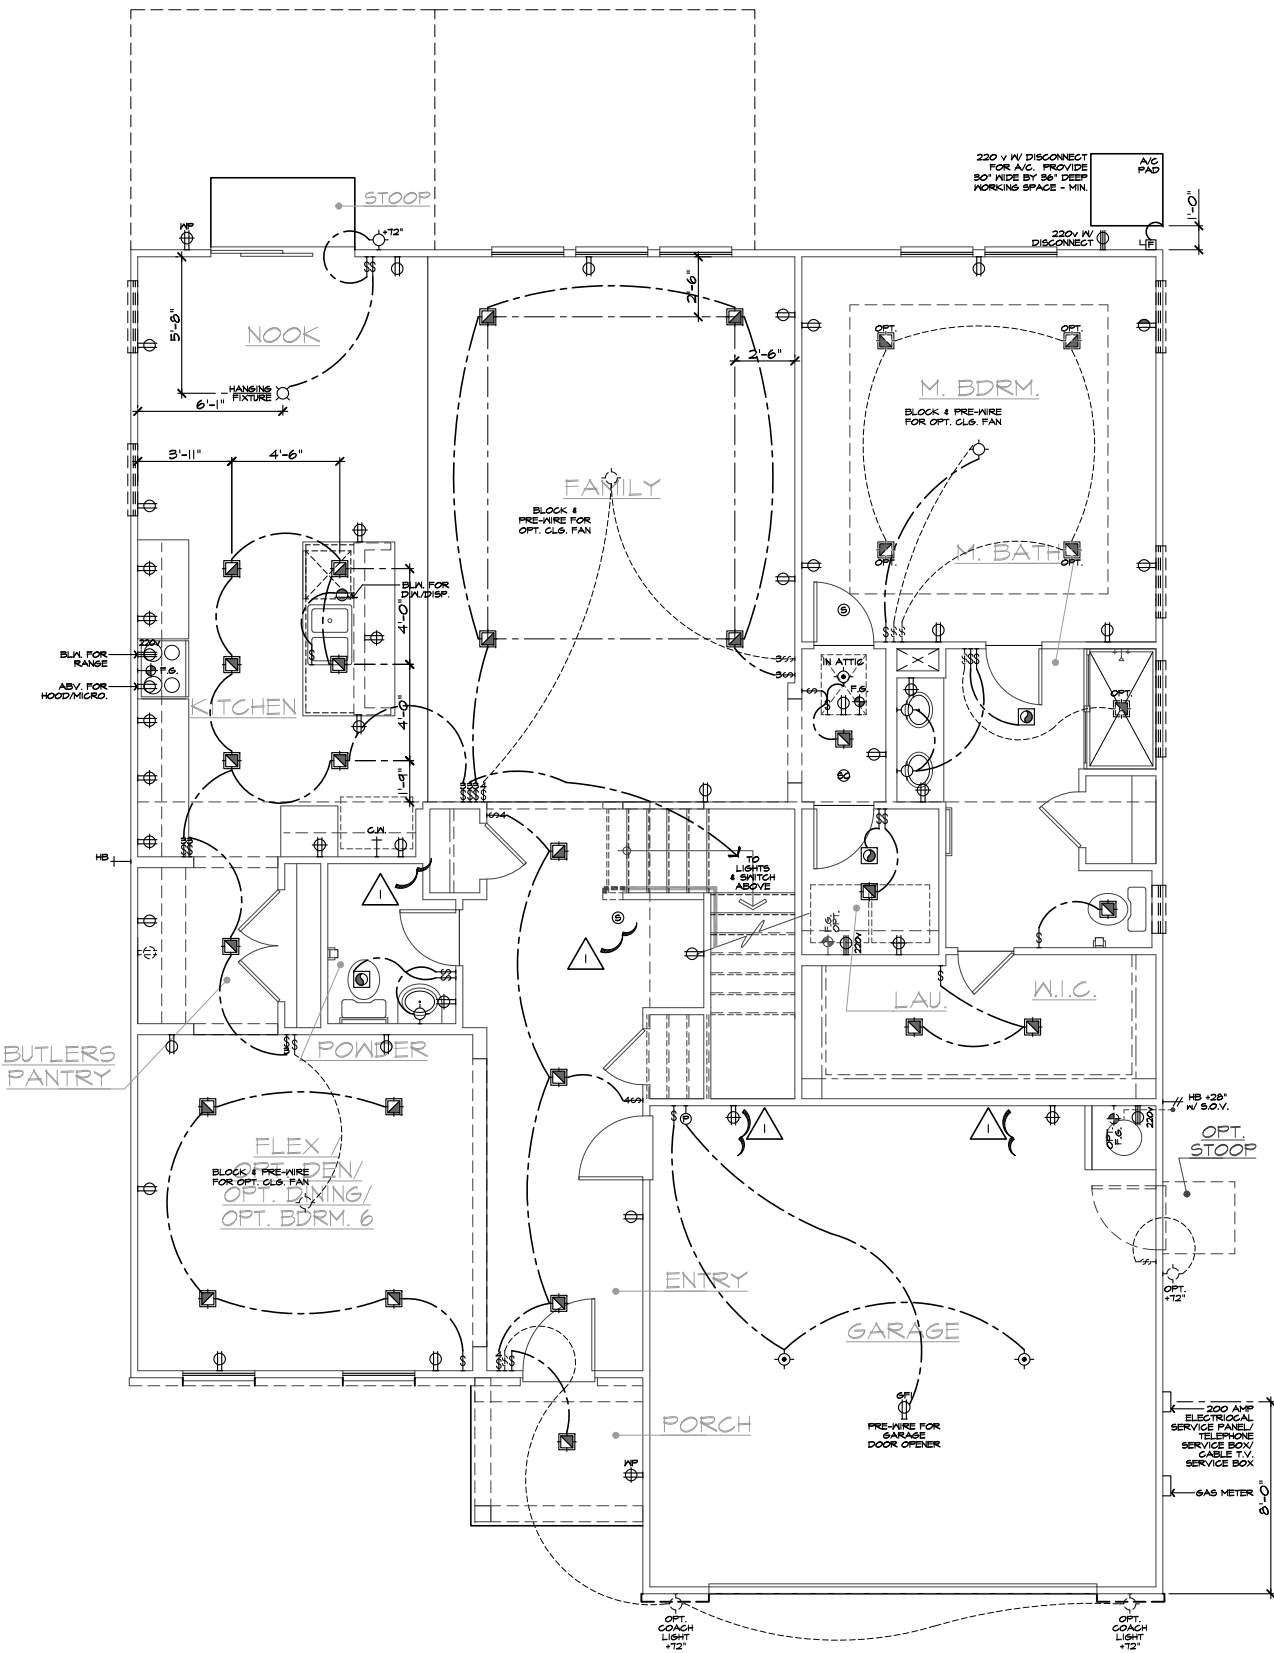 220 v W/ DISCONNECT
FOR A/C. PROVIDE
30" WIDE BY 36" DEEP
WORKING SPACE - MIN.
A/C
PAD
1'-0"
220v W/
DISCONNECT
F
STOOP
WP
+72"
5'-8"
NOOK
HANGING
FIXTURE
6'-1"
3'-11"
4'-6"
2'-6"
2'-6"
FAMILY
BLOCK &
PRE-WIRE FOR
OPT. CLG. FAN
OPT.
OPT.
M. BDRM.
BLOCK & PRE-WIRE
FOR OPT. CLG. FAN
M. BATH
OPT.
OPT.
BLW. FOR
D.W./DISP.
4'-0"
4'-0"
1'-9"
BLW. FOR
RANGE
220v
F.G.
ABV. FOR
HOOD/MICRO.
KITCHEN
C.W.
HB
S
IN ATTIC
F.G.
SC
OPT.
TO
LIGHTS
& SWITCH
ABOVE
1
S
1
F.G.
OPT.
220v
LAU.
W.I.C.
BUTLERS
PANTRY
POWDER
FLEX /
OPT. DEN/
OPT. DINING/
OPT. BDRM. 6
BLOCK & PRE-WIRE
FOR OPT. CLG. FAN
P
1
1
OPT.
F.G.
220v
HB +28"
W/ S.O.V.
OPT.
STOOP
OPT.
+72"
ENTRY
GARAGE
GFI
PRE-WIRE FOR
GARAGE
DOOR OPENER
PORCH
WP
200 AMP
ELECTRIOCAL
SERVICE PANEL/
TELEPHONE
SERVICE BOX/
CABLE T.V.
SERVICE BOX
GAS METER
8'-0"
OPT.
COACH
LIGHT
+72"
OPT.
COACH
LIGHT
+72"